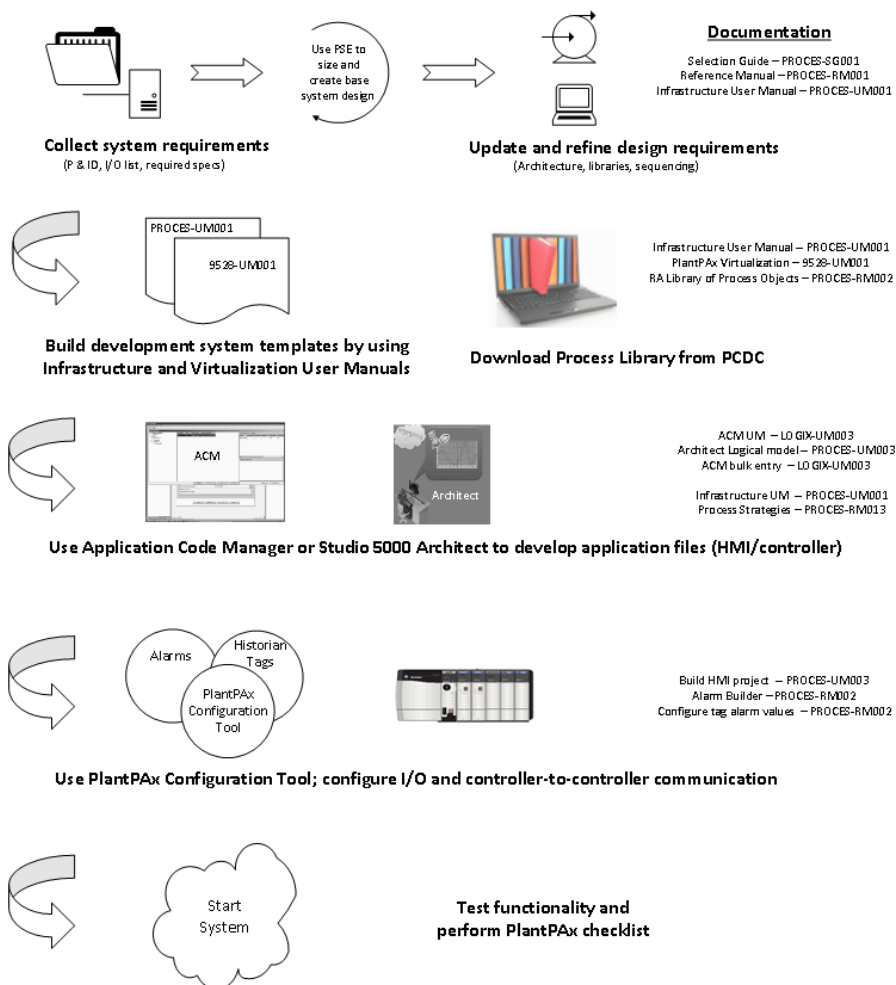 Use PSE to
size and
create base
system design
Documentation
Selection Guide – PROCES-SG001
Reference Manual – PROCES-RM001
Infrastructure User Manual – PROCES-UM001
Collect system requirements
(P & ID, I/O list, required specs)
Update and refine design requirements
(Architecture, libraries, sequencing)
PROCES-UM001
9528-UM001
Infrastructure User Manual – PROCES-UM001
PlantPAx Virtualization – 9528-UM001
RA Library of Process Objects – PROCES-RM002
Build development system templates by using
Infrastructure and Virtualization User Manuals
Download Process Library from PCDC
ACM
Architect
ACM UM – LOGIX-UM003
Architect Logical model – PROCES-UM003
ACM bulk entry – LOGIX-UM003
Infrastructure UM – PROCES-UM001
Process Strategies – PROCES-RM013
Use Application Code Manager or Studio 5000 Architect to develop application files (HMI/controller)
Alarms
Historian
Tags
PlantPAx
Configuration
Tool
Build HMI project – PROCES-UM003
Alarm Builder – PROCES-RM002
Configure tag alarm values – PROCES-RM002
Use PlantPAx Configuration Tool; configure I/O and controller-to-controller communication
Start
System
Test functionality and
perform PlantPAx checklist